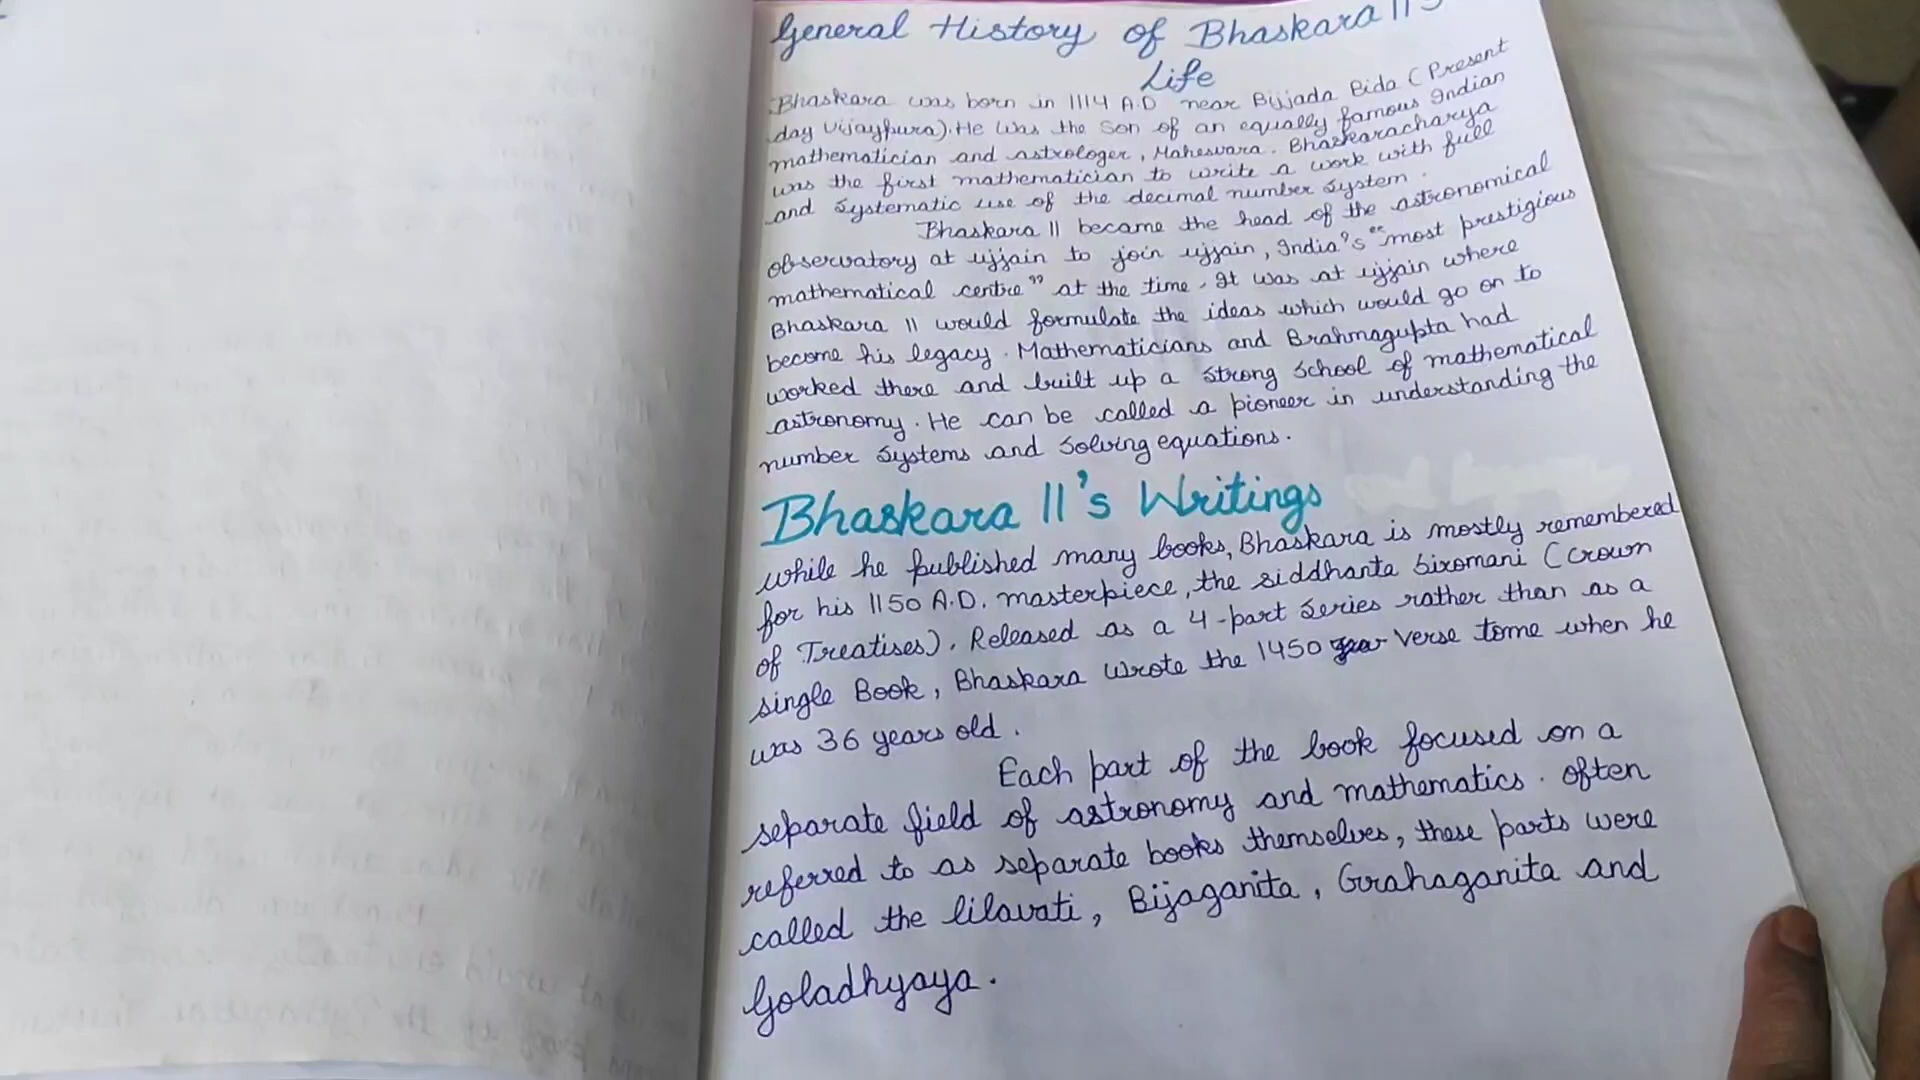 General History of Bhaskara II's
Life
Bhaskara was born in 1114 A.D near Bijjada Bida (Present
day Vijaypura). He was the son of an equally famous Indian
mathematician and astrologer, Mahesvara. Bhaskaracharya
was the first mathematician to write a work with full
and systematic use of the decimal number system.
Bhaskara II became the head of the astronomical
observatory at ujjain to join ujjain, India's "most prestigious
mathematical centre" at the time. It was at ujjain where
Bhaskara II would formulate the ideas which would go on to
become his legacy. Mathematicians and Brahmagupta had
worked there and built up a strong School of mathematical
astronomy. He can be called a pioneer in understanding the
number systems and solving equations.
Bhaskara II's Writings
while he published many books, Bhaskara is mostly remembered
for his 1150 A.D. masterpiece, the siddhanta siromani (crown
of Treatises). Released as a 4-part series rather than as a
single Book, Bhaskara wrote the 1450 verse tome when he
was 36 years old.
Each part of the book focused on a
separate field of astronomy and mathematics. often
referred to as separate books themselves, these parts were
called the lilavati, Bijaganita, Grahaganita and
Goladhyaya.